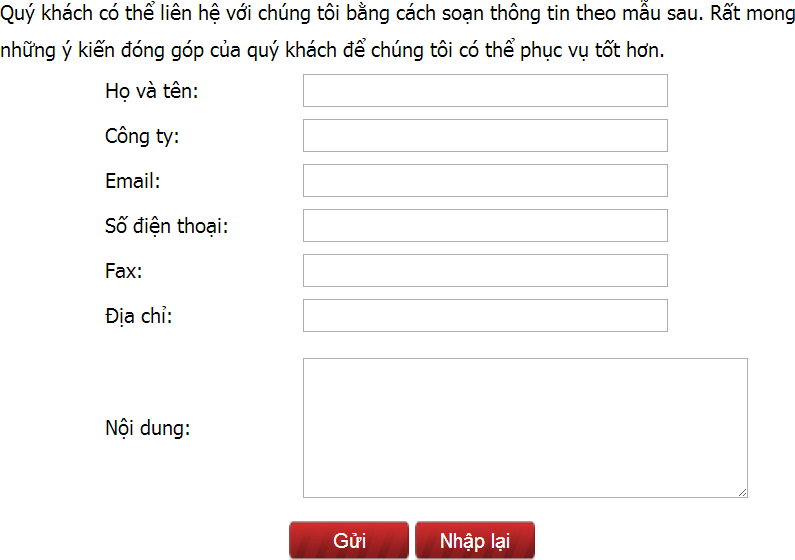 Quý khách có thể liên hệ với chúng tôi bằng cách soạn thông tin theo mẫu sau. Rất mong
những ý kiến đóng góp của quý khách để chúng tôi có thể phục vụ tốt hơn.
Họ và tên:
Công ty:
Email:
Số điện thoại:
Fax:
Địa chỉ:
Nội dung:
Gửi Nhập lại